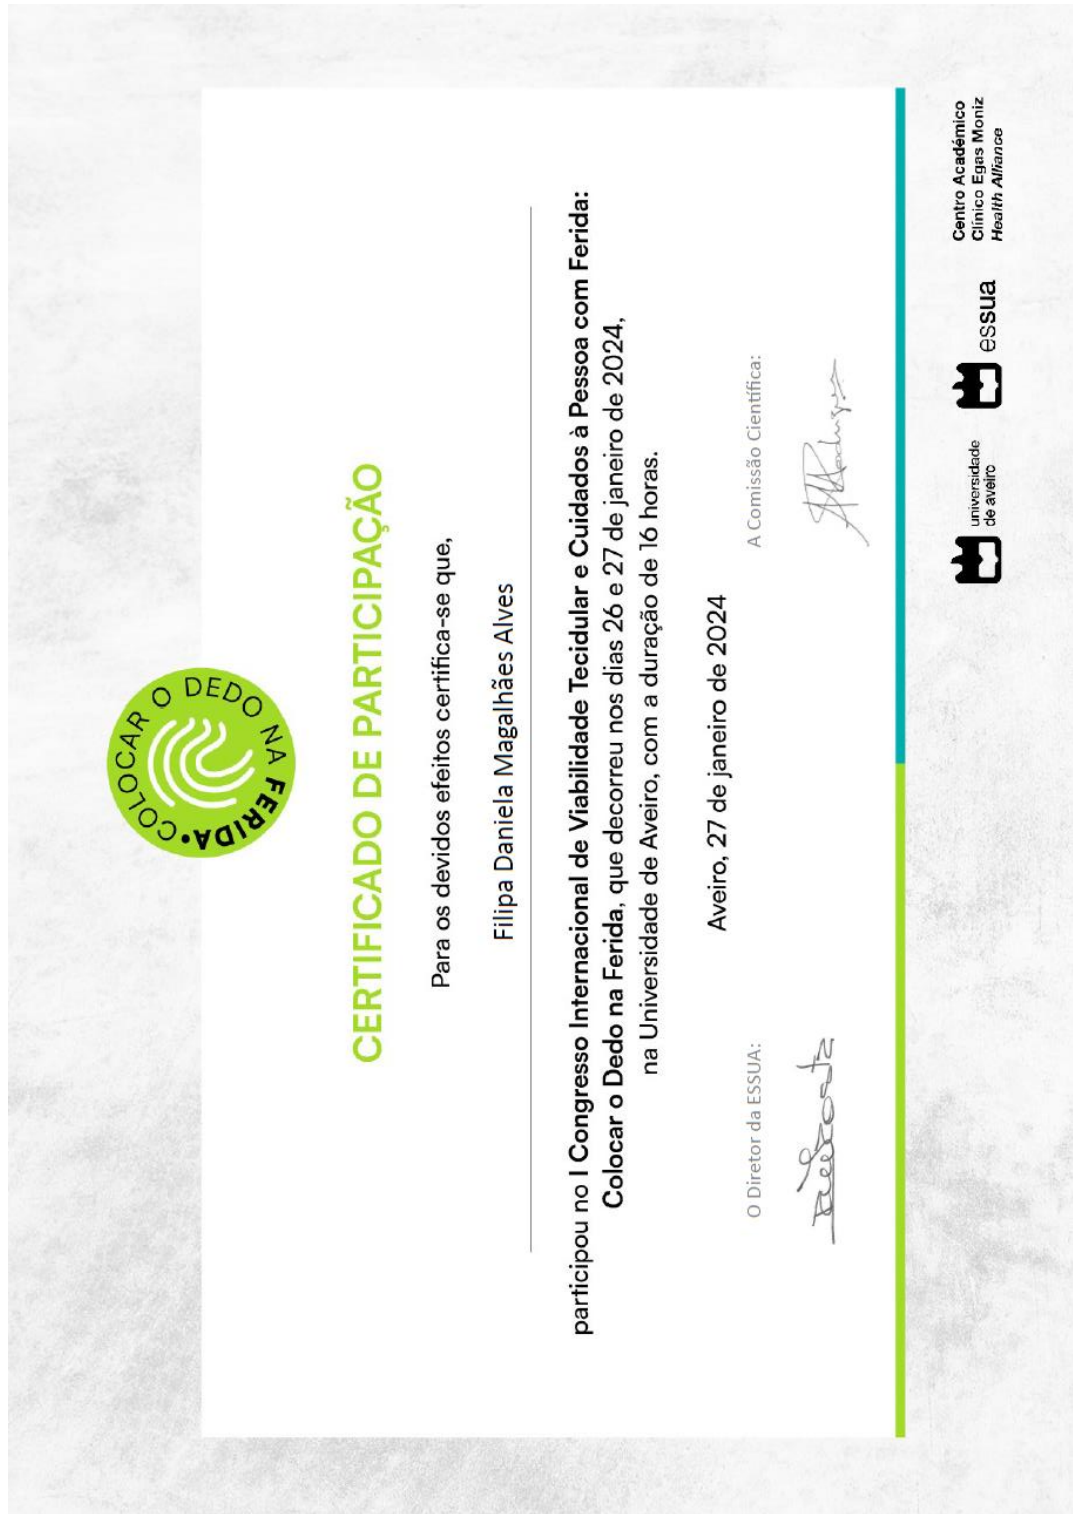 COLOCAR O DEDO NA FERIDA•
CERTIFICADO DE PARTICIPAÇÃO
Para os devidos efeitos certifica-se que,
Filipa Daniela Magalhães Alves
participou no I Congresso Internacional de Viabilidade Tecidular e Cuidados à Pessoa com Ferida:
Colocar o Dedo na Ferida, que decorreu nos dias 26 e 27 de janeiro de 2024,
na Universidade de Aveiro, com a duração de 16 horas.
Aveiro, 27 de janeiro de 2024
O Diretor da ESSUA:
A Comissão Científica:
universidade
de aveiro
essua
Centro Académico
Clínico Egas Moniz
Health Alliance